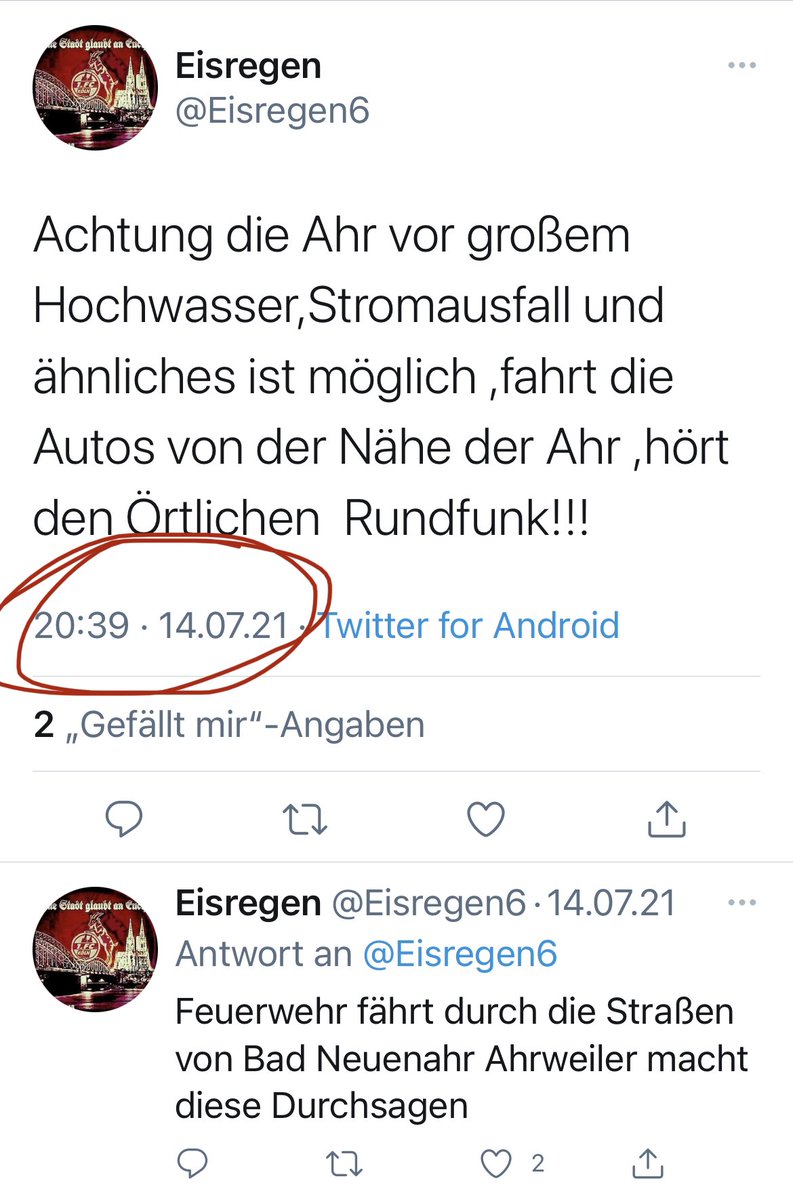 Eisregen
@Eisregen6
Achtung die Ahr vor großem
Hochwasser,Stromausfall und
ähnliches ist möglich ,fahrt die
Autos von der Nähe der Ahr ,hört
den Örtlichen Rundfunk!!!
20:39 · 14.07.21 · Twitter for Android
2 „Gefällt mir“-Angaben
Eisregen @Eisregen6 · 14.07.21
Antwort an @Eisregen6
Feuerwehr fährt durch die Straßen
von Bad Neuenahr Ahrweiler macht
diese Durchsagen
2